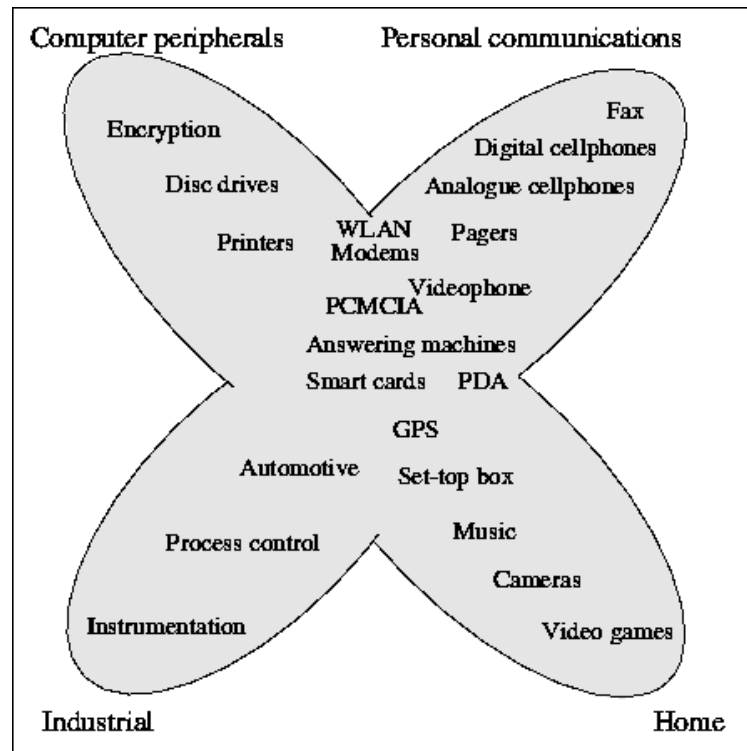 Computer peripherals
Personal communications
Fax
Encryption
Digital cellphones
Disc drives
Analogue cellphones
Printers
WLAN
Modems
Pagers
Videophone
PCMCIA
Answering machines
Smart cards
PDA
GPS
Automotive
Set-top box
Music
Process control
Cameras
Instrumentation
Video games
Industrial
Home